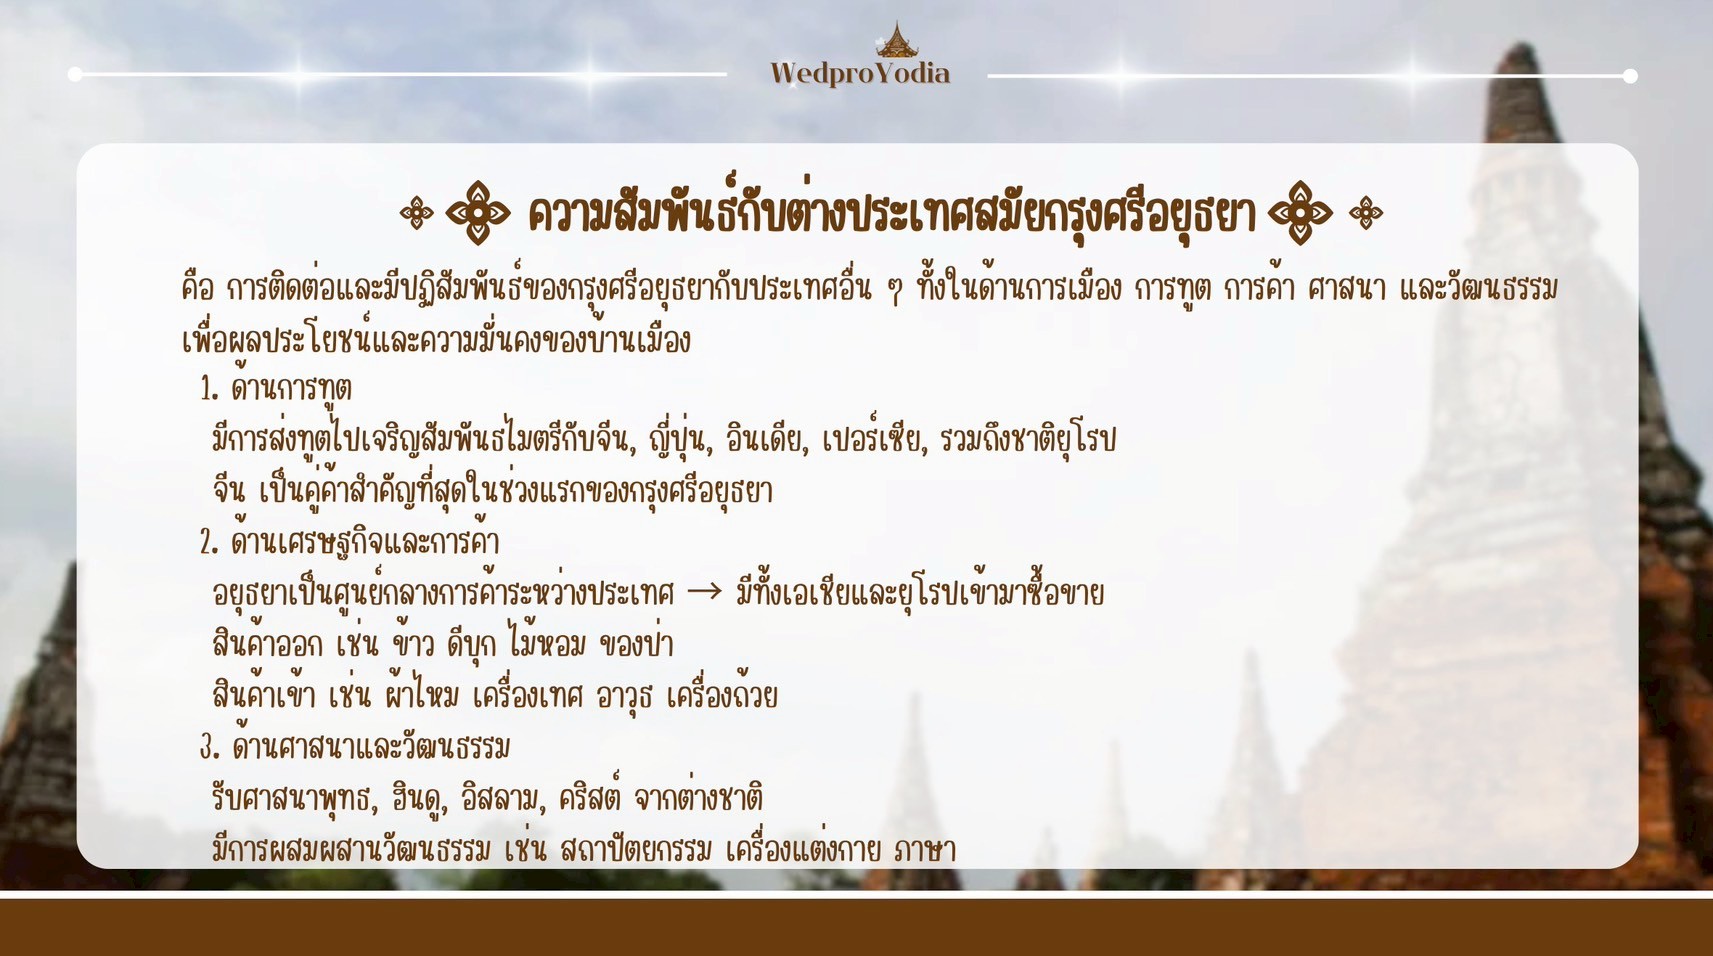 WedproYodia
ความสัมพันธ์กับต่างประเทศสมัยกรุงศรีอยุธยา
คือ การติดต่อและมีปฏิสัมพันธ์ของกรุงศรีอยุธยากับประเทศอื่น ๆ ทั้งในด้านการเมือง การทูต การค้า ศาสนา และวัฒนธรรม
เพื่อผลประโยชน์และความมั่นคงของบ้านเมือง
1. ด้านการทูต
มีการส่งทูตไปเจริญสัมพันธไมตรีกับจีน, ญี่ปุ่น, อินเดีย, เปอร์เซีย, รวมถึงชาติยุโรป
จีน เป็นคู่ค้าสำคัญที่สุดในช่วงแรกของกรุงศรีอยุธยา
2. ด้านเศรษฐกิจและการค้า
อยุธยาเป็นศูนย์กลางการค้าระหว่างประเทศ → มีทั้งเอเชียและยุโรปเข้ามาซื้อขาย
สินค้าออก เช่น ข้าว ดีบุก ไม้หอม ของป่า
สินค้าเข้า เช่น ผ้าไหม เครื่องเทศ อาวุธ เครื่องถ้วย
3. ด้านศาสนาและวัฒนธรรม
รับศาสนาพุทธ, ฮินดู, อิสลาม, คริสต์ จากต่างชาติ
มีการผสมผสานวัฒนธรรม เช่น สถาปัตยกรรม เครื่องแต่งกาย ภาษา